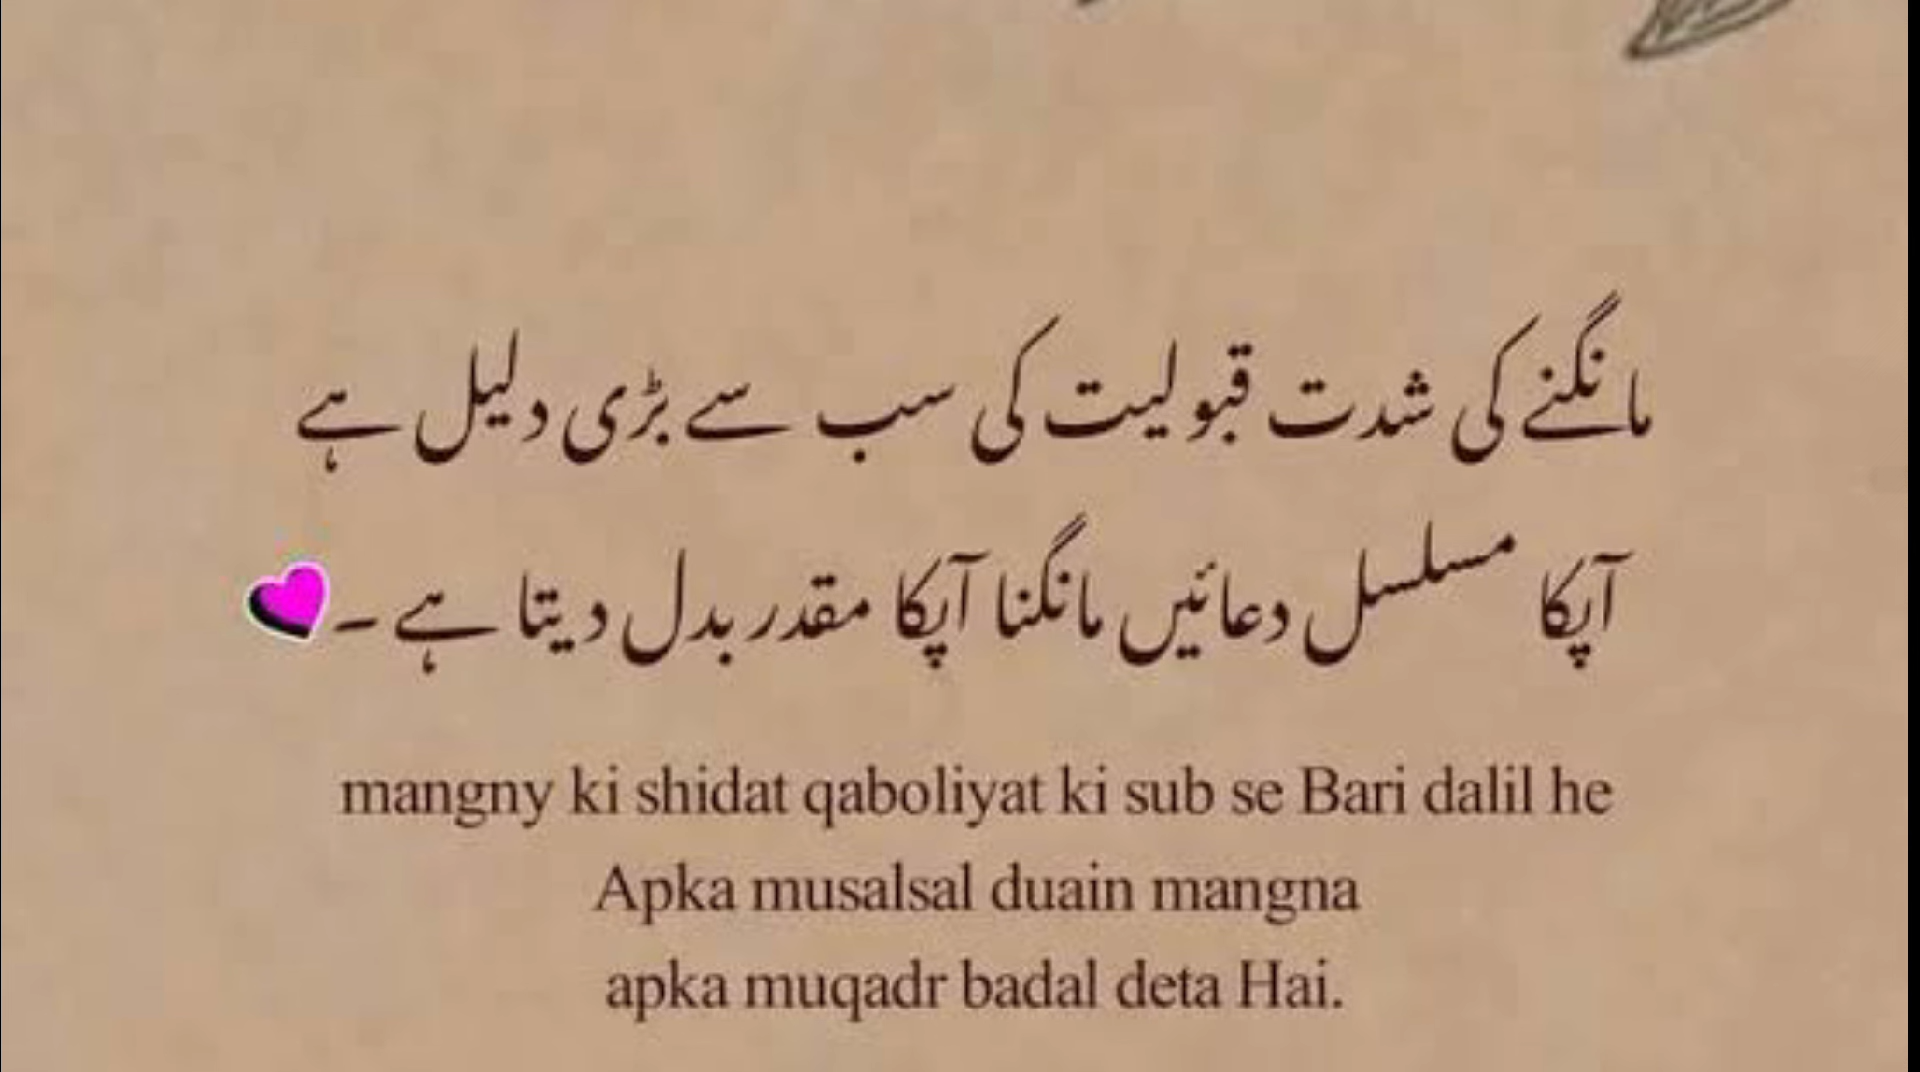 مانگنے کی شدت قبولیت کی سب سے بڑی دلیل ہے
آپکا مسلسل دعائیں مانگنا آپکا مقدر بدل دیتا ہے ۔
mangny ki shidat qaboliyat ki sub se Bari dalil he
Apka musalsal duain mangna
apka muqadr badal deta Hai.